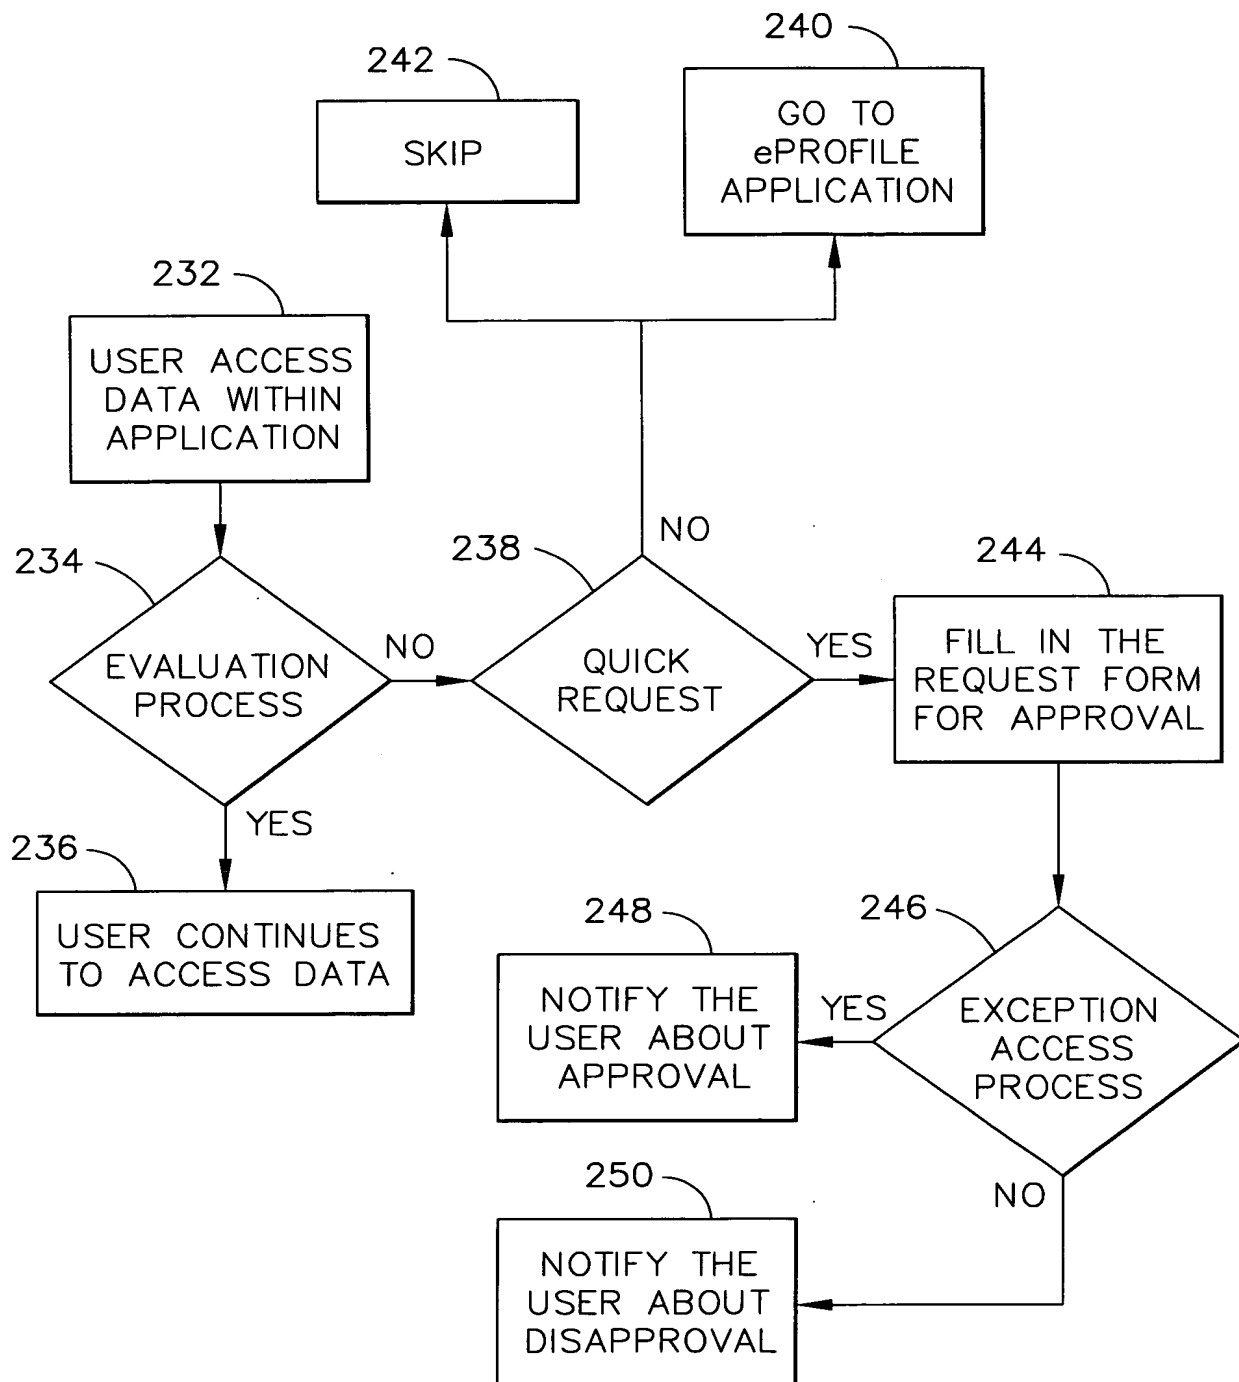 242
SKIP
240
GO TO
ePROFILE
APPLICATION
232
USER ACCESS
DATA WITHIN
APPLICATION
234
EVALUATION
PROCESS
NO
YES
236
USER CONTINUES
TO ACCESS DATA
238
NO
QUICK
REQUEST
YES
244
FILL IN THE
REQUEST FORM
FOR APPROVAL
246
EXCEPTION
ACCESS
PROCESS
YES
248
NOTIFY THE
USER ABOUT
APPROVAL
NO
250
NOTIFY THE
USER ABOUT
DISAPPROVAL